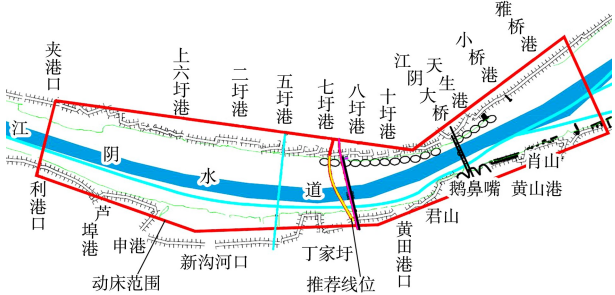 夹港口
上六圩港
二圩港
五圩港
七圩港
八圩港
十圩港
江阴大桥
天生港
小桥港
雅桥港
江阴水道
利港口
芦埠港
申港
新沟河口
丁家圩
黄田港口
君山
鹅鼻嘴
肖山
黄山港
动床范围
推荐线位